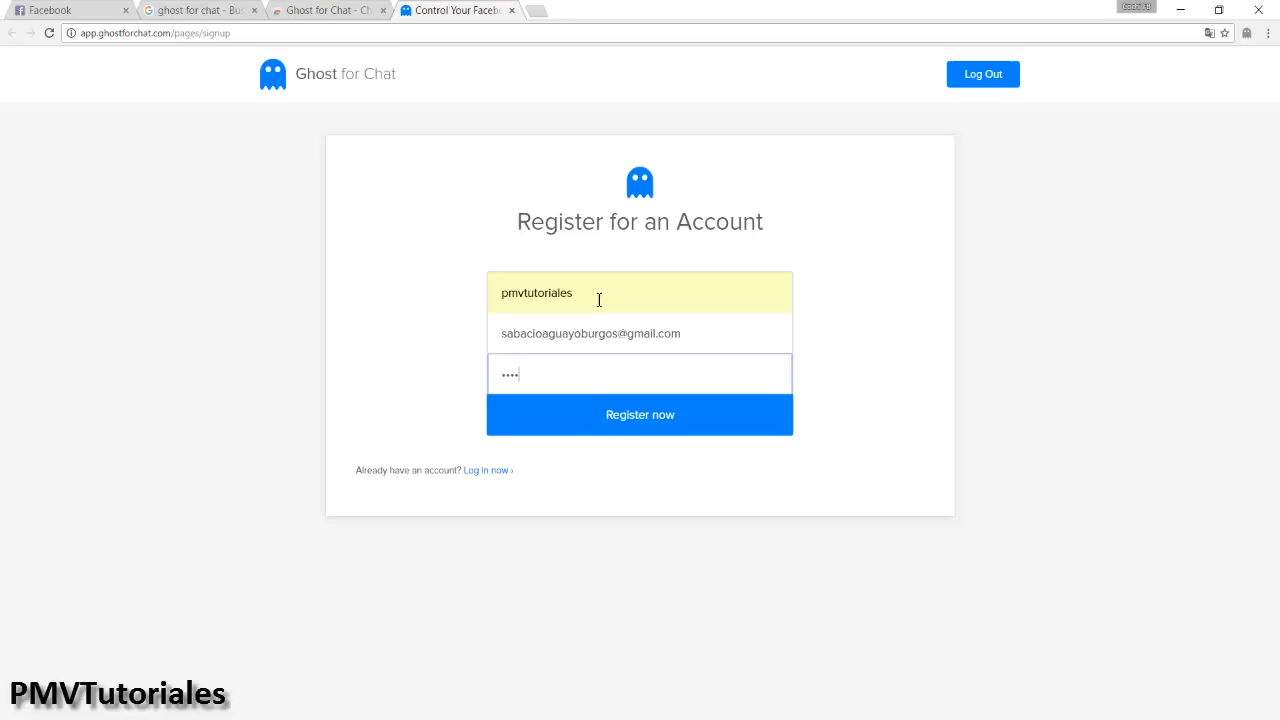 Facebook
ghost for chat - Bu
Ghost for Chat - Ch
Control Your Facebo
app.ghostforchat.com/pages/signup
Ghost for Chat
Log Out
Register for an Account
pmvtutoriales
sabacioaguayoburgos@gmail.com
••••
Register now
Already have an account? Log in now ›
PMVTutoriales